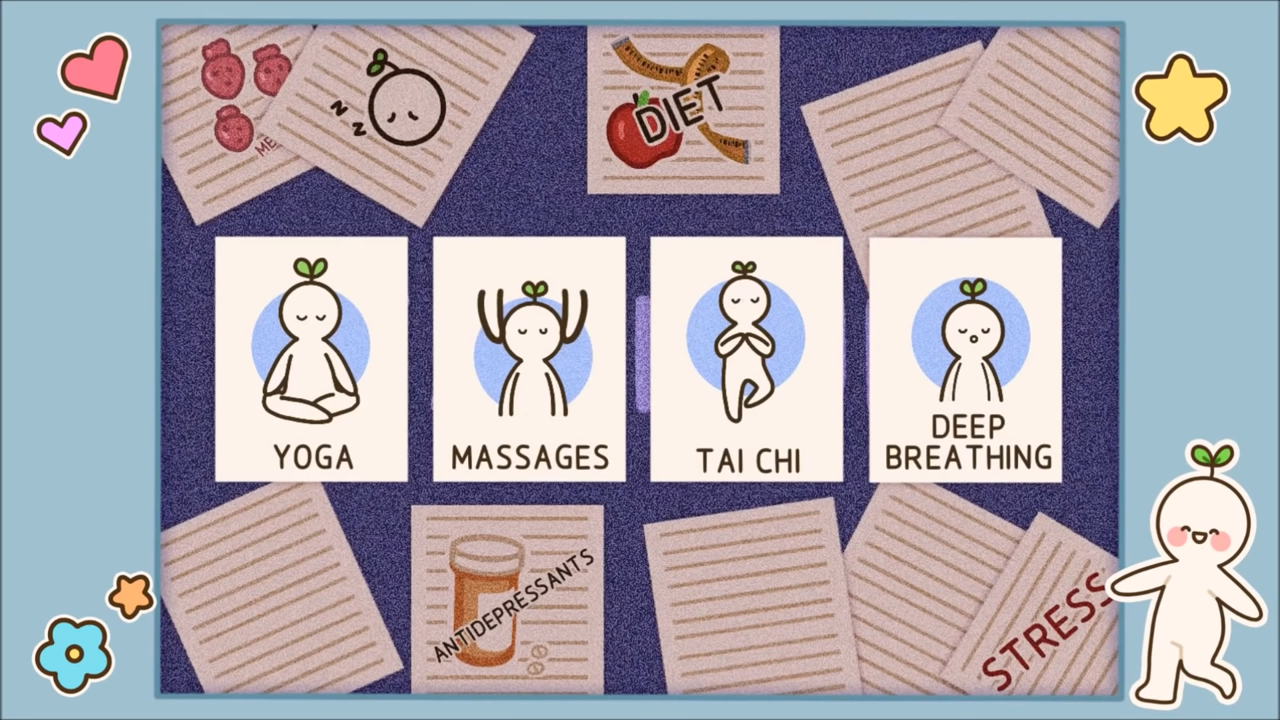 z
z
DIET
YOGA
MASSAGES
TAI CHI
DEEP
BREATHING
ANTIDEPRESSANTS
STRESS